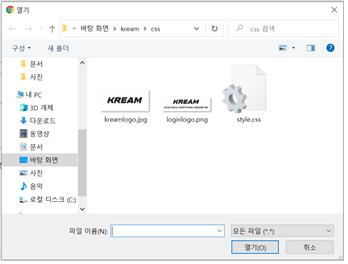 열기
바탕 화면 > kream > css
css 검색
구성
새 폴더
문서
사진
내 PC
3D 개체
다운로드
동영상
문서
바탕 화면
사진
음악
로컬 디스크 (C:)
KREAM
KREAM
kreamlogo.jpg
loginlogo.png
style.css
파일 이름(N):
모든 파일 (*.*)
열기(O)
취소